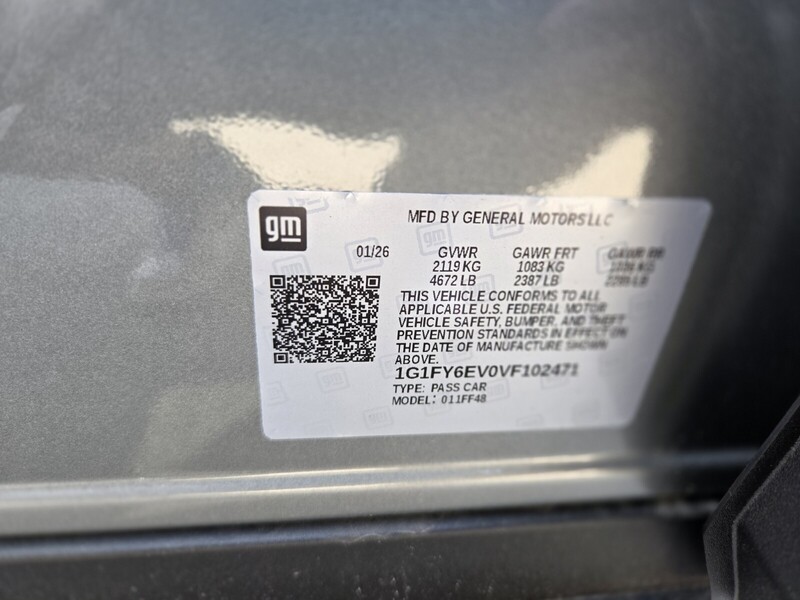 gm
MFD BY GENERAL MOTORS LLC
01/26 GVWR GAWR FRT GAWR RR
2119 KG 1083 KG
4672 LB 2387 LB
THIS VEHICLE CONFORMS TO ALL
APPLICABLE U.S. FEDERAL MOTOR
VEHICLE SAFETY, BUMPER, AND THEFT
PREVENTION STANDARDS IN EFFECT ON
THE DATE OF MANUFACTURE SHOWN
ABOVE.
1G1FY6EV0VF102471
TYPE: PASS CAR
MODEL: 011FF48